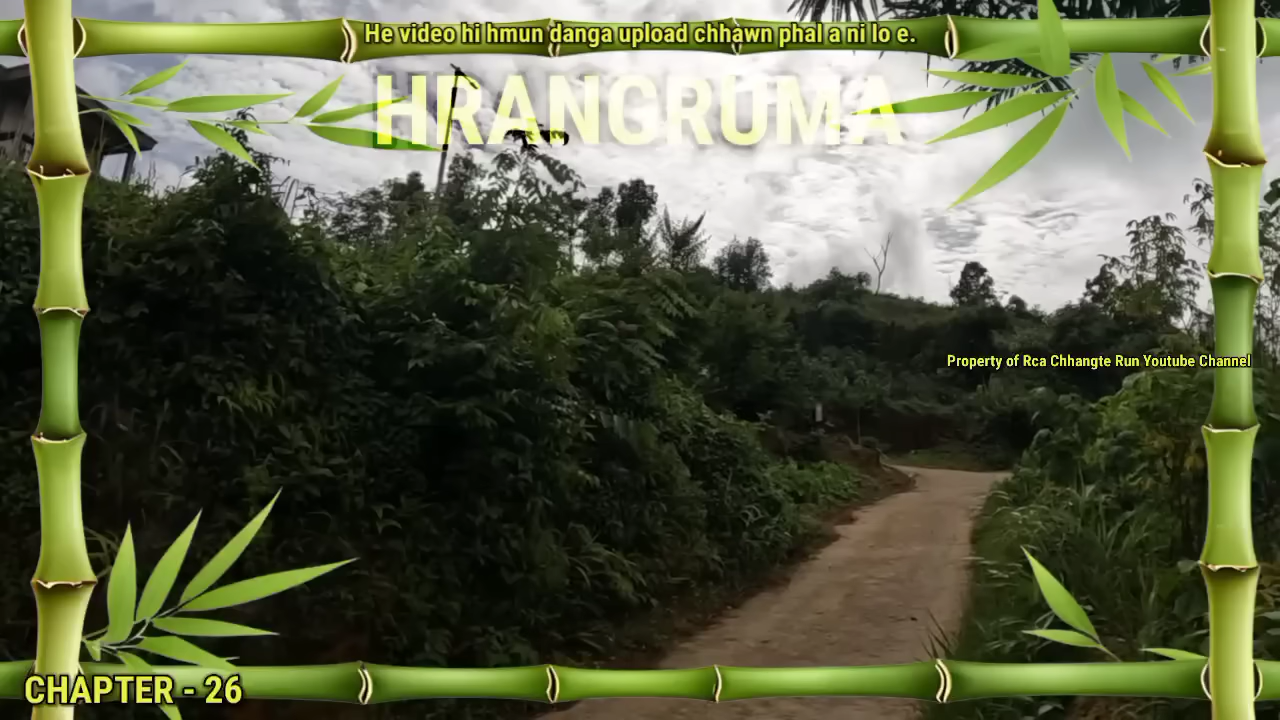 He video hi hmun danga upload chhawn phal a ni lo e.
HRANGRUMA
Property of Rca Chhangte Run Youtube Channel
CHAPTER - 26